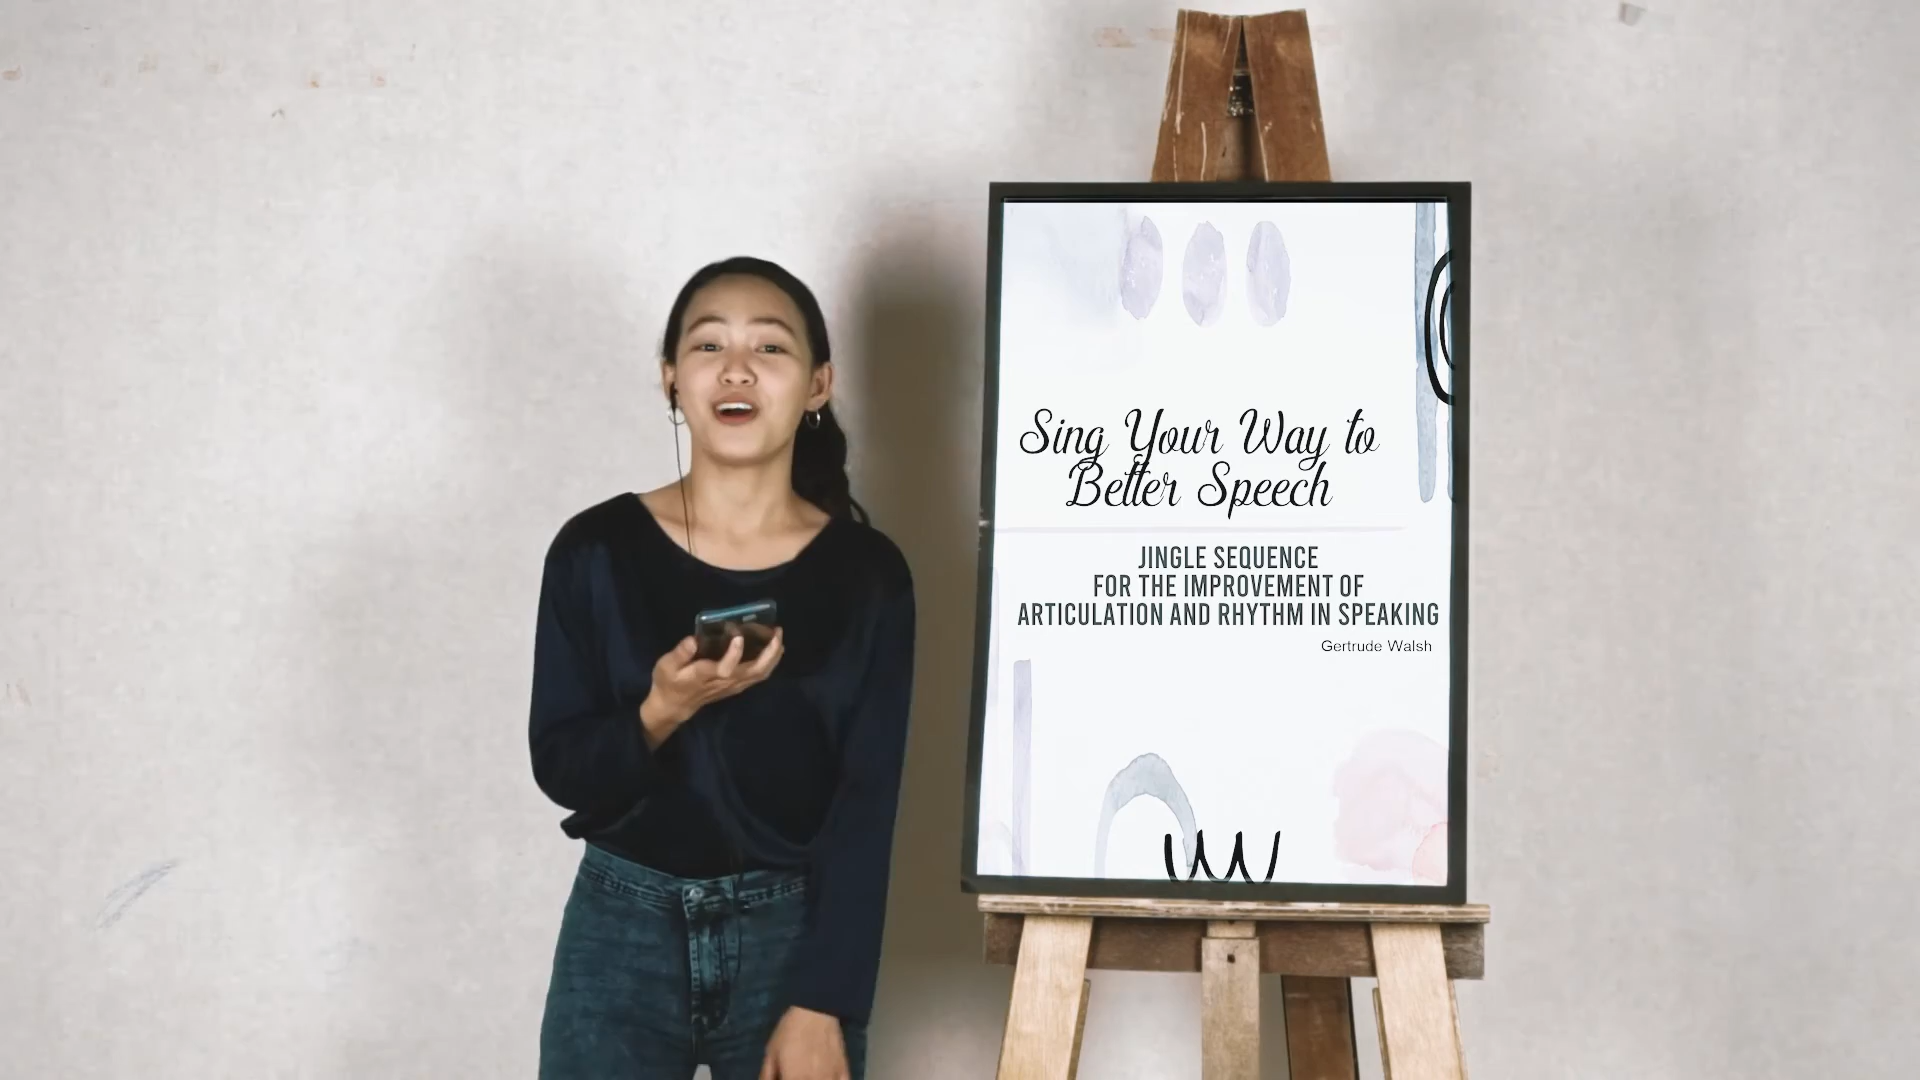 Sing Your Way to
Better Speech
JINGLE SEQUENCE
FOR THE IMPROVEMENT OF
ARTICULATION AND RHYTHM IN SPEAKING
Gertrude Walsh